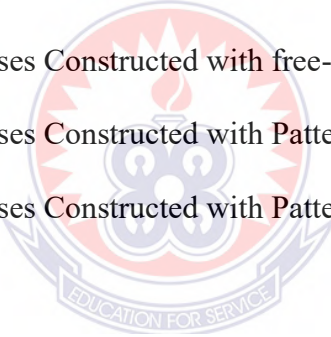 ses Constructed with free-
ses Constructed with Patte
ses Constructed with Patte
EDUCATION FOR SERVICE